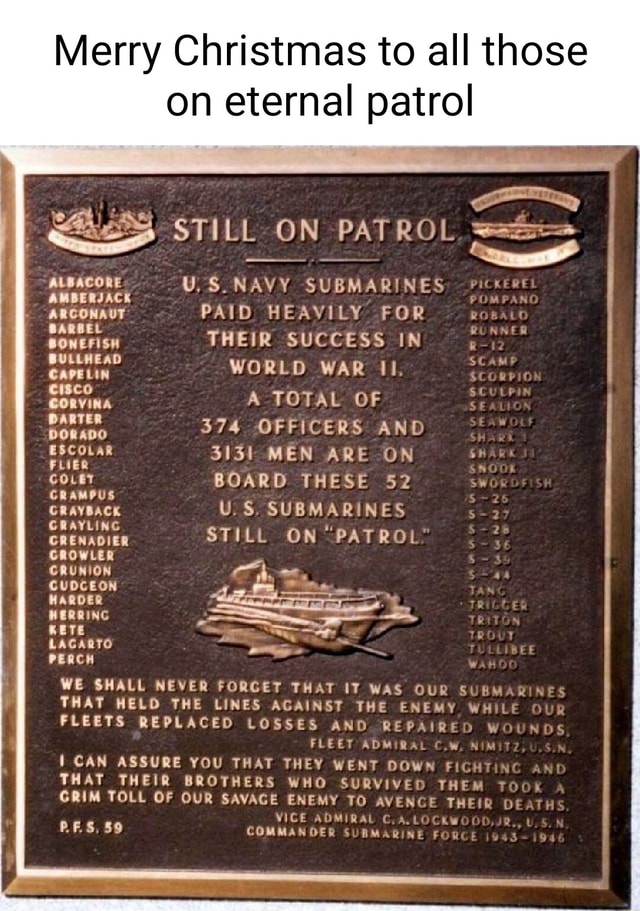 Merry Christmas to all those
on eternal patrol
STILL ON PATROL
ALBACORE
AMBERJACK
ARGONAUT
BARBEL
BONEFISH
BULLHEAD
CAPELIN
CISCO
CORVINA
DARTER
DORADO
ESCOLAR
FLIER
GOLET
GRAMPUS
GRAYBACK
GRAYLING
GRENADIER
GROWLER
GRUNION
GUDGEON
HARDER
HERRING
KETE
LAGARTO
PERCH
U. S. NAVY SUBMARINES
PAID HEAVILY FOR
THEIR SUCCESS IN
WORLD WAR II.
A TOTAL OF
374 OFFICERS AND
3131 MEN ARE ON
BOARD THESE 52
U. S. SUBMARINES
STILL ON "PATROL."
PICKEREL
POMPANO
ROBALO
RUNNER
R-12
SCAMP
SCORPION
SCULPIN
SEALION
SEAWOLF
SHARK I
SHARK II
SNOOK
SWORDFISH
S-26
S-27
S-28
S-36
S-39
S-44
TANG
TRIGGER
TRITON
TROUT
TULLIBEE
WAHOO
WE SHALL NEVER FORGET THAT IT WAS OUR SUBMARINES
THAT HELD THE LINES AGAINST THE ENEMY WHILE OUR
FLEETS REPLACED LOSSES AND REPAIRED WOUNDS.
FLEET ADMIRAL C.W. NIMITZ, U.S.N.
I CAN ASSURE YOU THAT THEY WENT DOWN FIGHTING AND
THAT THEIR BROTHERS WHO SURVIVED THEM TOOK A
GRIM TOLL OF OUR SAVAGE ENEMY TO AVENGE THEIR DEATHS.
VICE ADMIRAL C.A. LOCKWOOD, JR., U.S.N.
P.F.S. 59
COMMANDER SUBMARINE FORCE 1943-1946